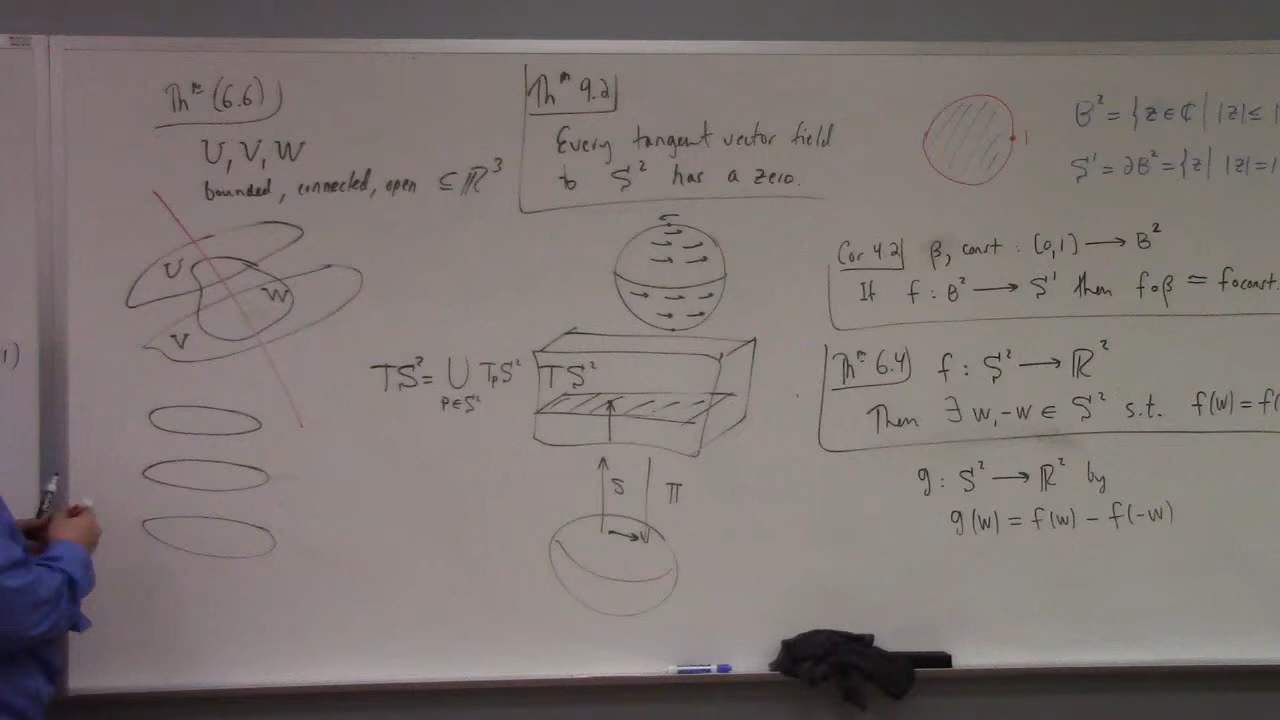 Thᵐ (6.6)
U, V, W
bounded, connected, open ⊆ ℝ³
U
W
V
Thᵐ 9.2
Every tangent vector field
to S² has a zero.
TS² = ∪ TₚS²
p∈S²
TS²
s
π
1
B² = {z ∈ ℂ | |z| ≤ 1
S¹ = ∂B² = {z | |z| = 1
Cor 4.2 β, const : [0,1] ⟶ B²
If f : B² ⟶ S¹ then f∘β ≃ f∘const.
Thᵐ 6.4 f : S² ⟶ ℝ²
Then ∃ w, -w ∈ S² s.t. f(w) = f(
g : S² ⟶ ℝ² by
g(w) = f(w) - f(-w)
1)